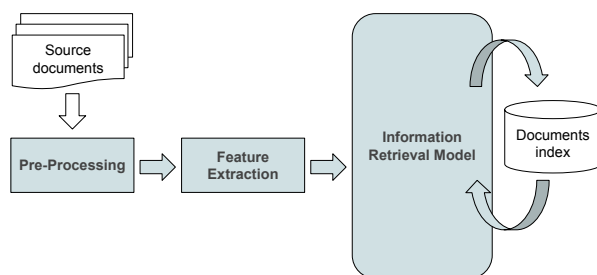 Source
documents
Pre-Processing
Feature
Extraction
Information
Retrieval Model
Documents
index